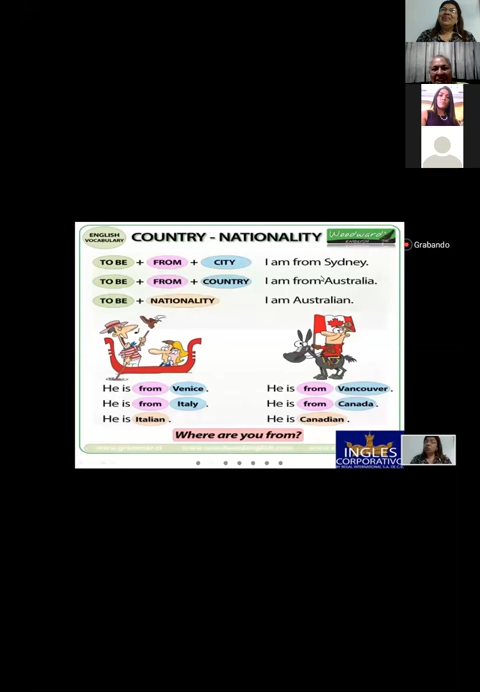 ENGLISH
VOCABULARY
COUNTRY - NATIONALITY
Woodward
ENGLISH
TO BE + FROM + CITY I am from Sydney.
TO BE + FROM + COUNTRY I am from Australia.
TO BE + NATIONALITY I am Australian.
Grabando
He is from Venice.
He is from Italy.
He is Italian.
He is from Vancouver.
He is from Canada.
He is Canadian.
Where are you from?
INGLES
CORPORATIVO